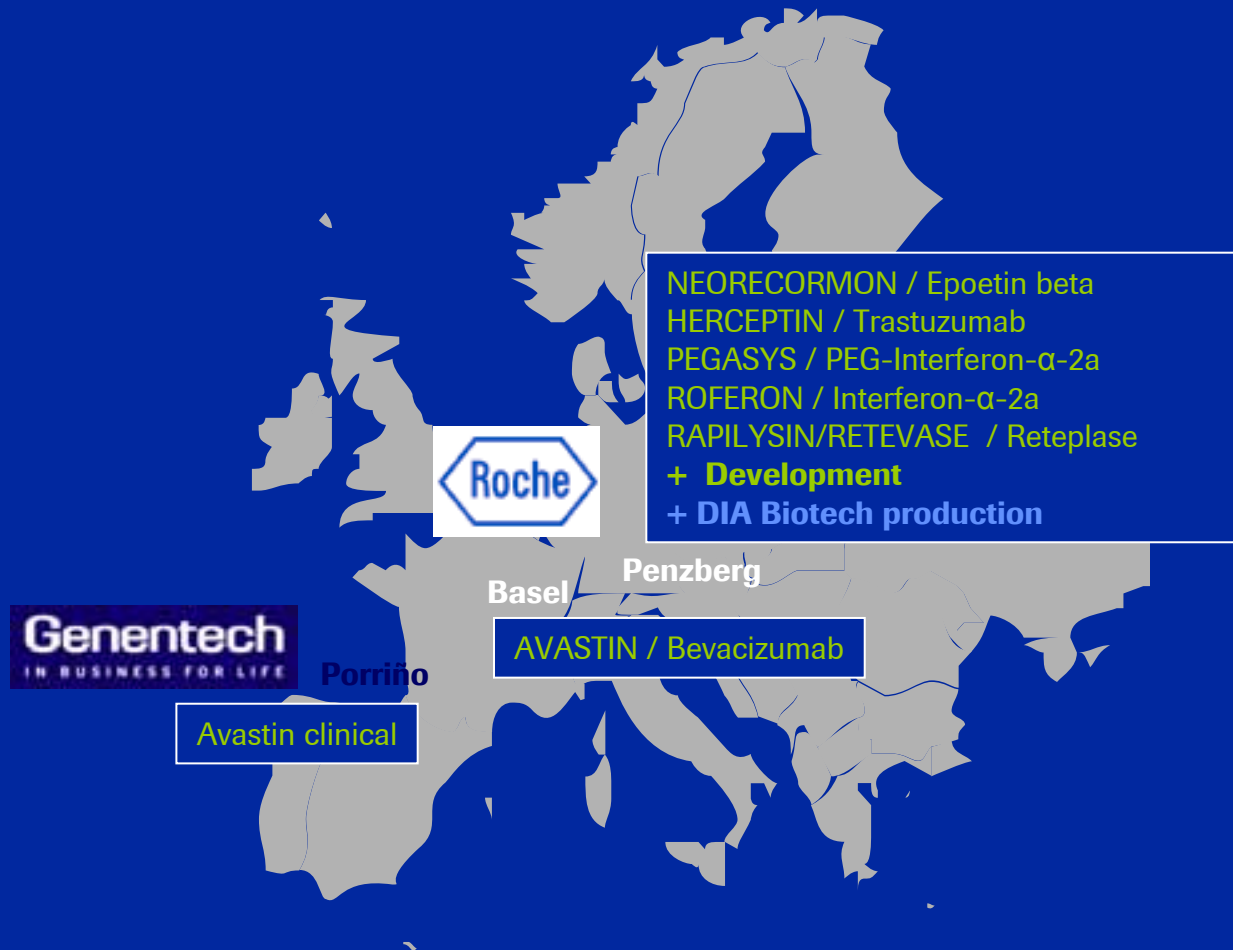 NEORECORMON / Epoetin beta
HERCEPTIN / Trastuzumab
PEGASYS / PEG-Interferon-α-2a
ROFERON / Interferon-α-2a
RAPILYSIN/RETEVASE / Reteplase
+ Development
+ DIA Biotech production
Roche
Penzberg
Basel
AVASTIN / Bevacizumab
Genentech
IN BUSINESS FOR LIFE
Porriño
Avastin clinical